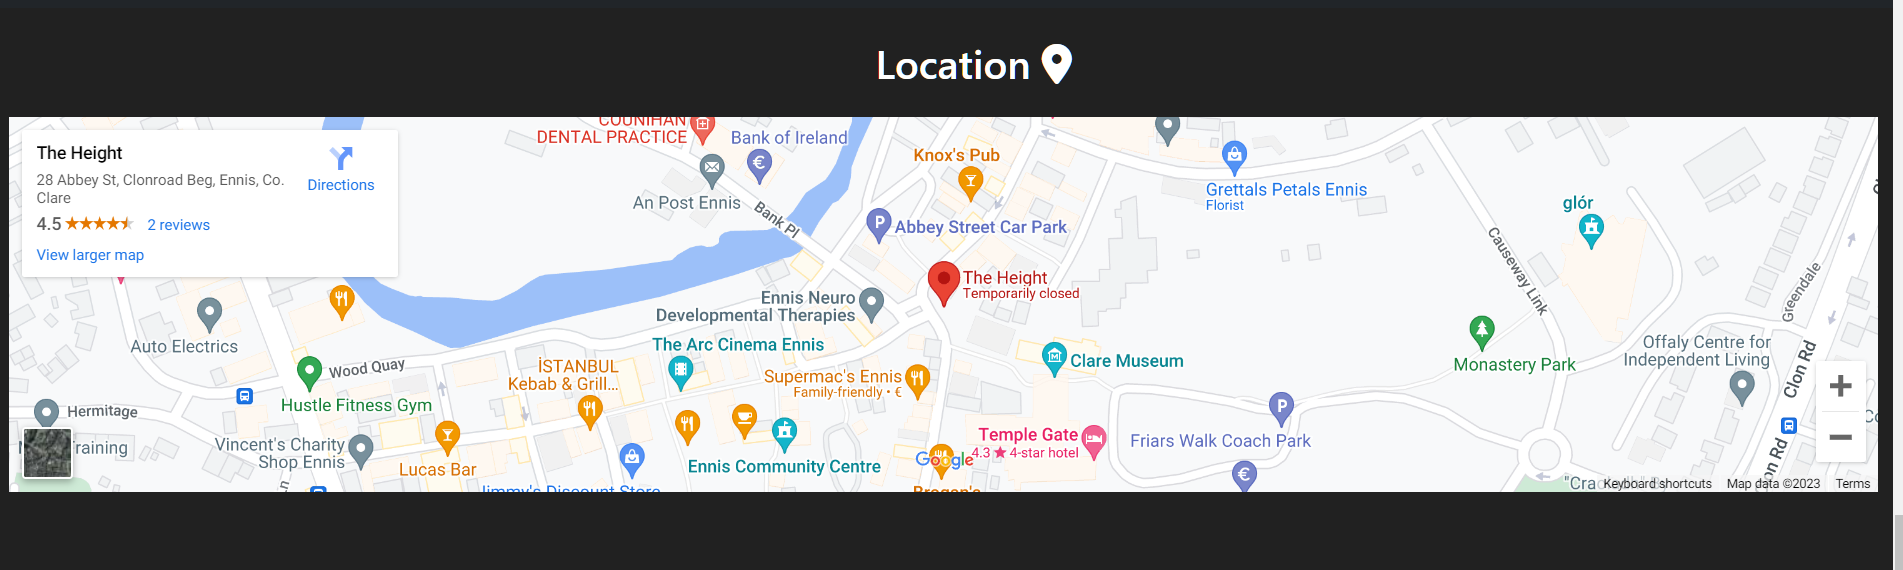 Location
The Height
28 Abbey St, Clonroad Beg, Ennis, Co.
Clare
4.5
2 reviews
View larger map
Directions
COUNIHAN
DENTAL PRACTICE
Bank of Ireland
An Post Ennis
Bank Pl
Knox's Pub
Abbey Street Car Park
Grettals Petals Ennis
Florist
glór
Causeway Link
Greendale
The Height
Temporarily closed
Ennis Neuro
Developmental Therapies
The Arc Cinema Ennis
Auto Electrics
Wood Quay
Hustle Fitness Gym
Hermitage
Training
İSTANBUL
Kebab & Grill...
Supermac's Ennis
Family-friendly • €
Clare Museum
Monastery Park
Offaly Centre for
Independent Living
Clon Rd
Vincent's Charity
Shop Ennis
Lucas Bar
Ennis Community Centre
Jimmy's Discount Store
Google
Brogan's
Temple Gate
4.3 ★ 4-star hotel
Friars Walk Coach Park
on Rd
Keyboard shortcuts
Map data ©2023
Terms